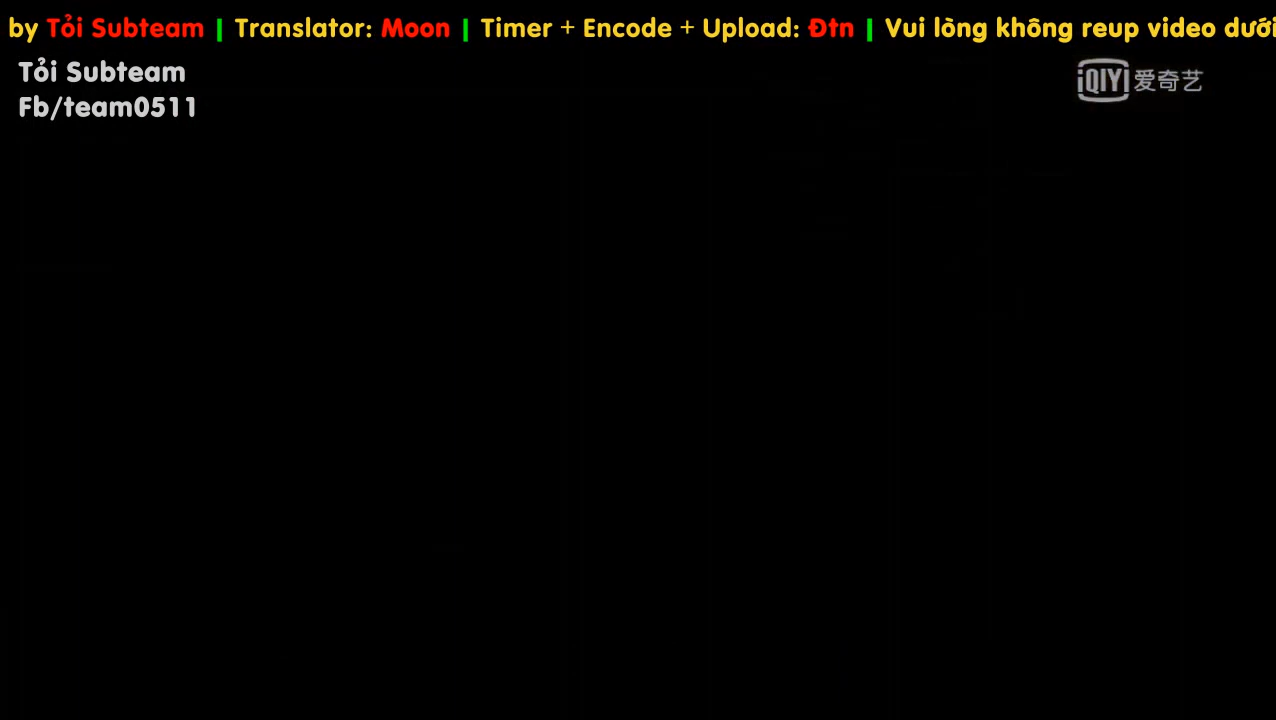 by Tỏi Subteam | Translator: Moon | Timer + Encode + Upload: Đtn | Vui lòng không reup video dưới
Tỏi Subteam
Fb/team0511
iQIYI 爱奇艺